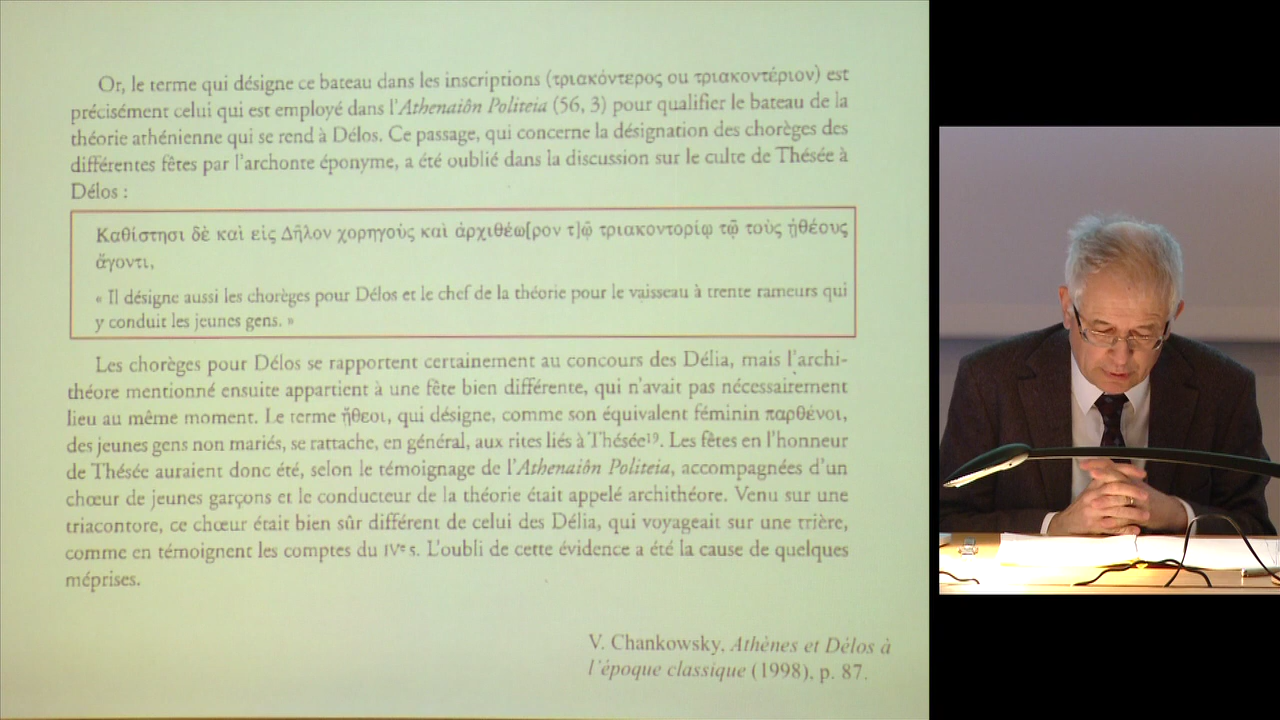 Or, le terme qui désigne ce bateau dans les inscriptions (τριακόντερος ου τριακοντέριον) est
précisément celui qui est employé dans l'Athenaiôn Politeia (56, 3) pour qualifier le bateau de la
théorie athénienne qui se rend à Délos. Ce passage, qui concerne la désignation des chorèges des
différentes fêtes par l'archonte éponyme, a été oublié dans la discussion sur le culte de Thésée à
Délos :
Καθίστησι δὲ καὶ εἰς Δῆλον χορηγοὺς καὶ ἀρχιθέω[ρον τ]ῷ τριακοντορίῳ τῷ τοὺς ᾐθέους
ἄγοντι,
« Il désigne aussi les chorèges pour Délos et le chef de la théorie pour le vaisseau à trente rameurs qui
y conduit les jeunes gens. »
Les chorèges pour Délos se rapportent certainement au concours des Délia, mais l'archi-
théore mentionné ensuite appartient à une fête bien différente, qui n'avait pas nécessairement
lieu au même moment. Le terme ᾔθεοι, qui désigne, comme son équivalent féminin παρθένοι,
des jeunes gens non mariés, se rattache, en général, aux rites liés à Thésée¹⁹. Les fêtes en l'honneur
de Thésée auraient donc été, selon le témoignage de l'Athenaiôn Politeia, accompagnées d'un
chœur de jeunes garçons et le conducteur de la théorie était appelé archithéore. Venu sur une
triacontore, ce chœur était bien sûr différent de celui des Délia, qui voyageait sur une trière,
comme en témoignent les comptes du IVᵉ s. L'oubli de cette évidence a été la cause de quelques
méprises.
V. Chankowsky, Athènes et Délos à
l'époque classique (1998), p. 87.